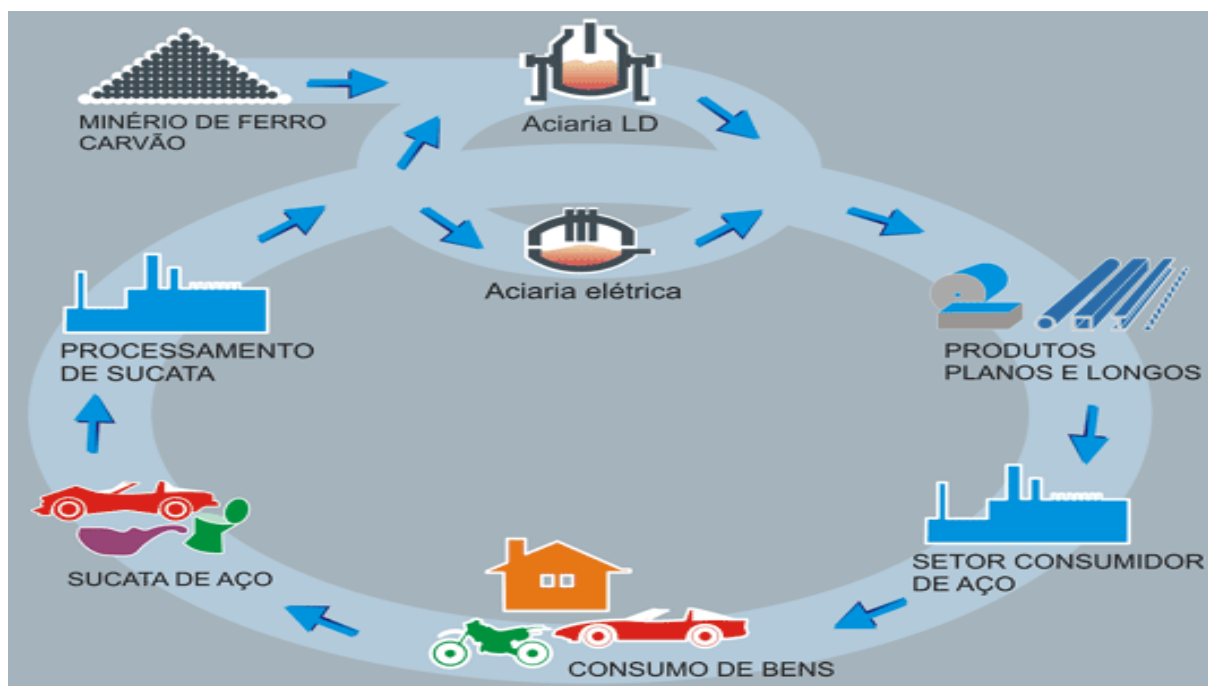 MINÉRIO DE FERRO
CARVÃO
Aciaria LD
Aciaria elétrica
PROCESSAMENTO
DE SUCATA
PRODUTOS
PLANOS E LONGOS
SUCATA DE AÇO
SETOR CONSUMIDOR
DE AÇO
CONSUMO DE BENS